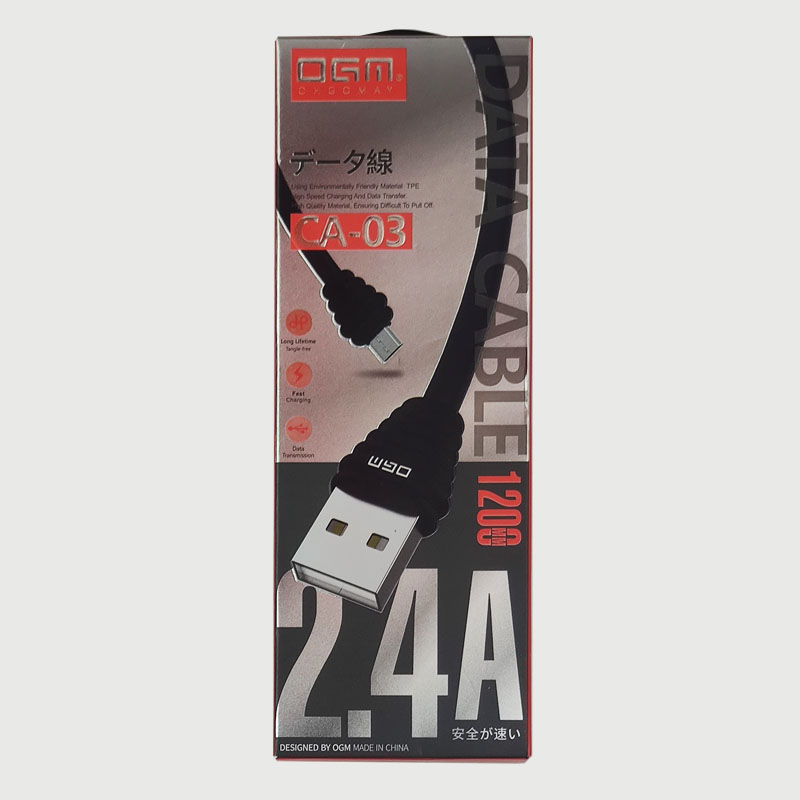 OGM®
OHGOMAY
データ線
Using Environmentally Friendly Material TPE
High Speed Charging And Data Transfer.
High Quality Material, Ensuring Difficult To Pull Off.
CA-03
DATA CABLE
1200MM
Long Lifetime
Tangle-free
Fast
Charging
Data
Transmission
OGM
2.4A
安全が速い
DESIGNED BY OGM MADE IN CHINA